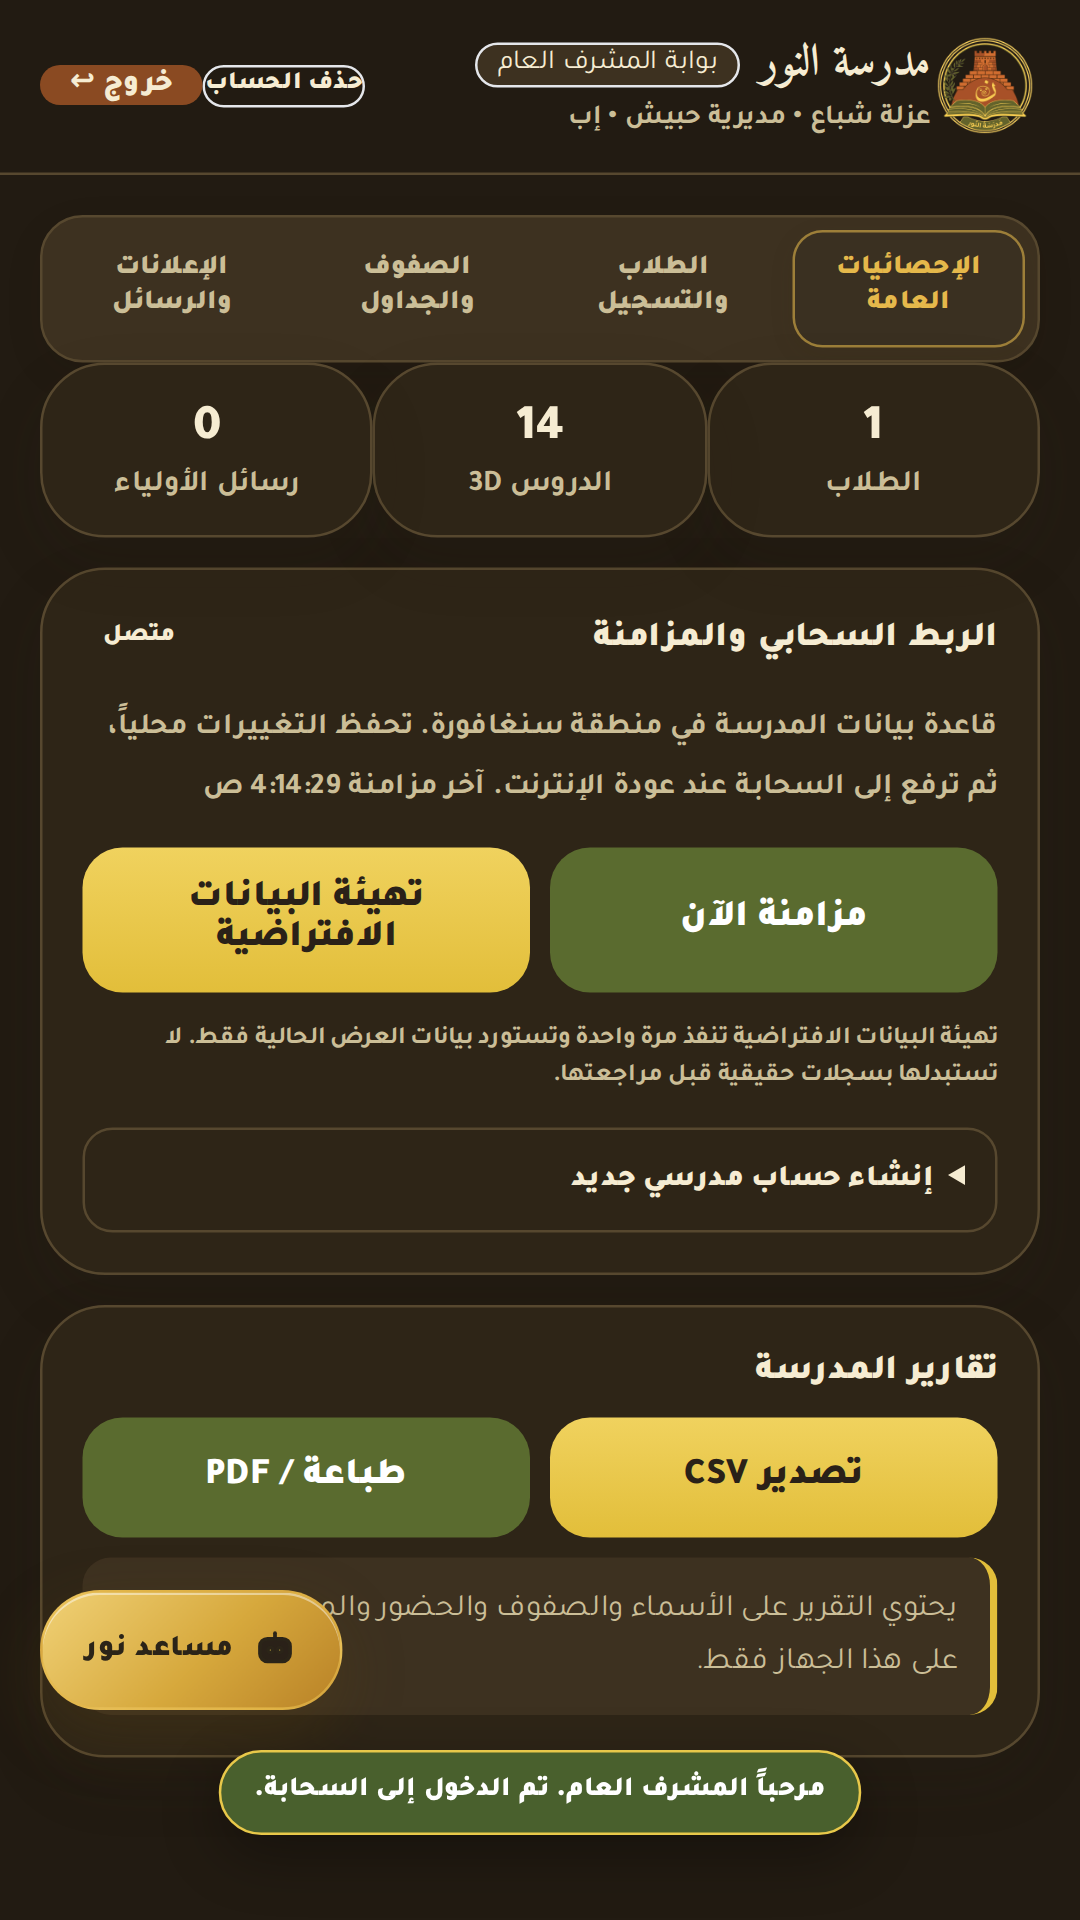 مدرسة النور
بوابة المشرف العام
عزلة شباع • مديرية حبيش • إب
حذف الحساب
خروج ↩
مدرسة النور
الإحصائيات
العامة
الطلاب
والتسجيل
الصفوف
والجداول
الإعلانات
والرسائل
1
الطلاب
14
الدروس 3D
0
رسائل الأولياء
الربط السحابي والمزامنة
متصل
قاعدة بيانات المدرسة في منطقة سنغافورة. تحفظ التغييرات محلياً،
ثم ترفع إلى السحابة عند عودة الإنترنت. آخر مزامنة 4:14:29 ص
مزامنة الآن
تهيئة البيانات
الافتراضية
تهيئة البيانات الافتراضية تنفذ مرة واحدة وتستورد بيانات العرض الحالية فقط. لا
تستبدلها بسجلات حقيقية قبل مراجعتها.
إنشاء حساب مدرسي جديد
تقارير المدرسة
تصدير CSV
طباعة / PDF
يحتوي التقرير على الأسماء والصفوف والحضور
على هذا الجهاز فقط.
مساعد نور
مرحباً المشرف العام. تم الدخول إلى السحابة.